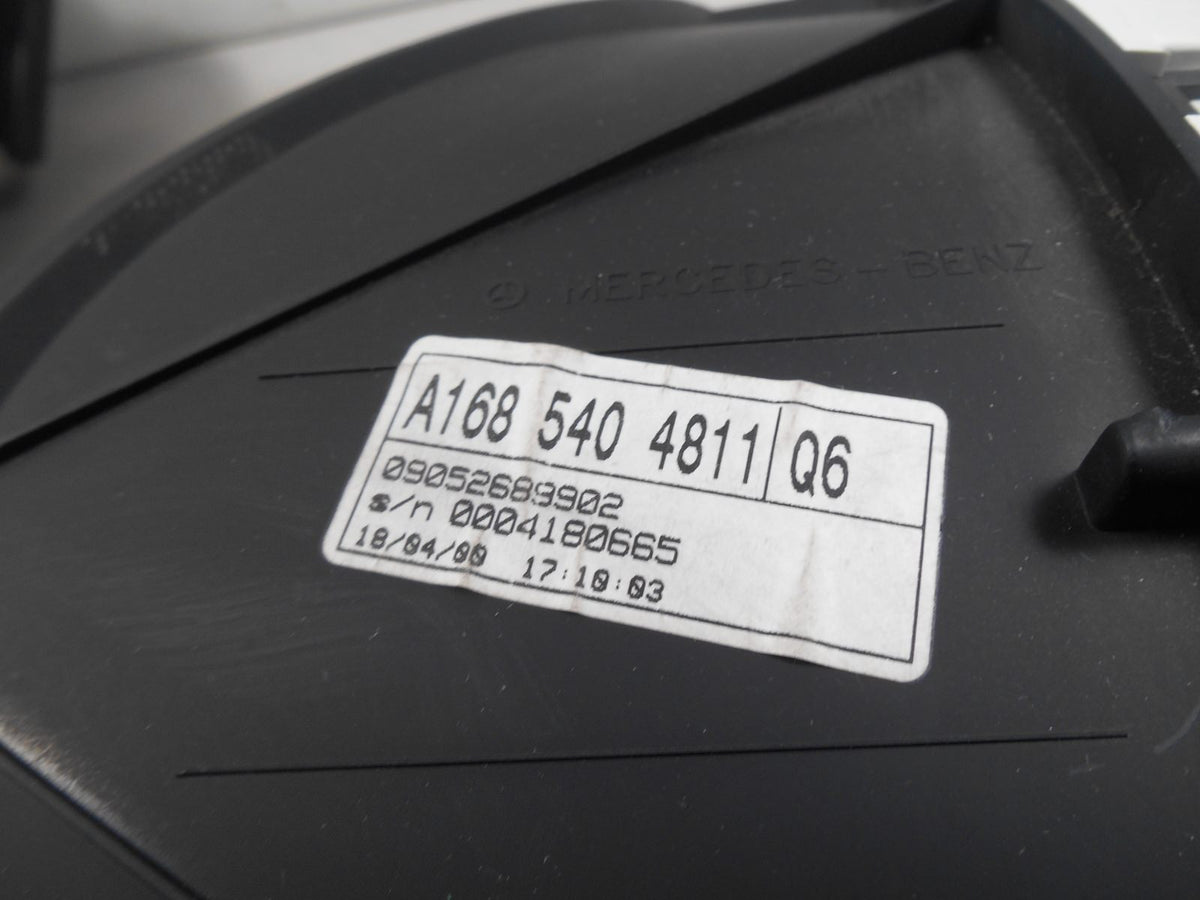 MERCEDES-BENZ
A168 540 4811 Q6
09052689902
s/n 0004180665
18/04/00 17:10:03